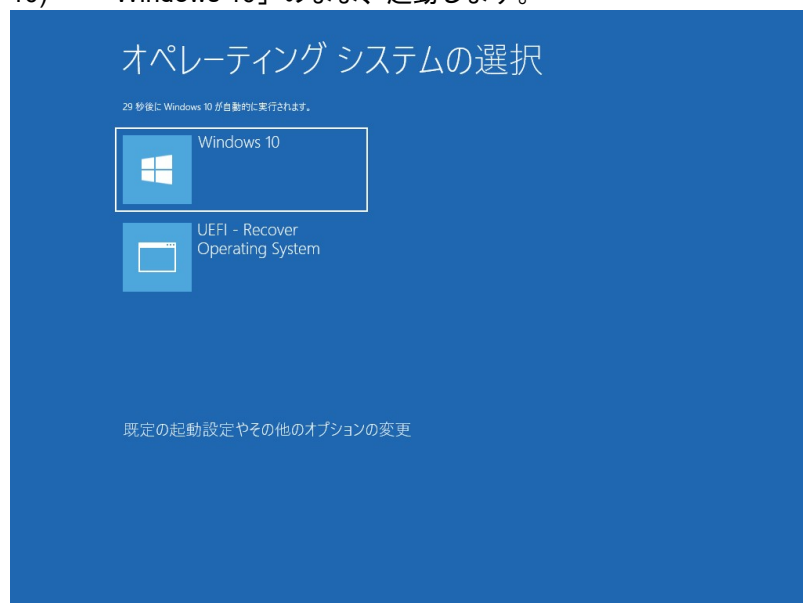 Windows 10」のまま、起動します。
オペレーティング システムの選択
29 秒後に Windows 10 が自動的に実行されます。
Windows 10
UEFI - Recover
Operating System
既定の起動設定やその他のオプションの変更